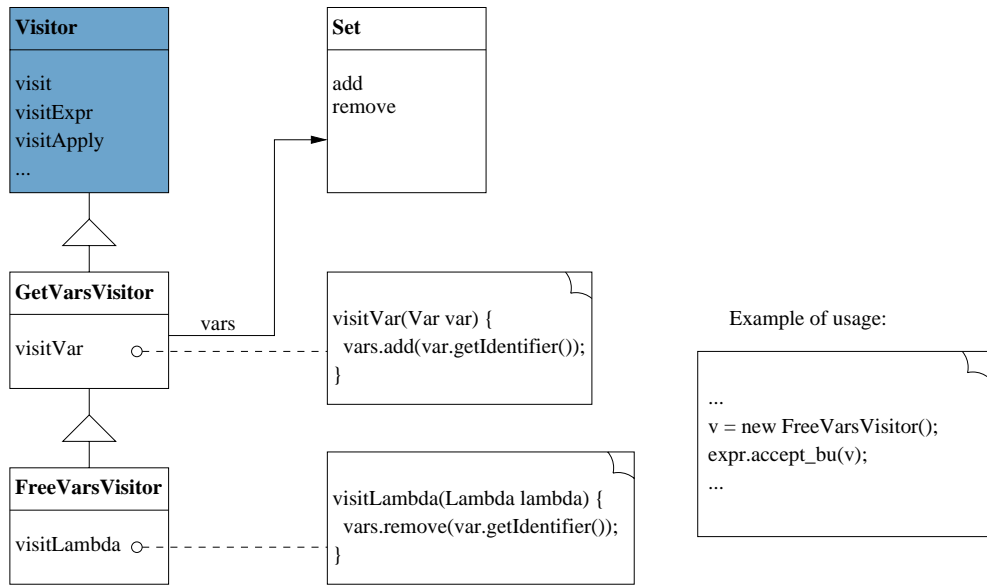 Visitor
visit
visitExpr
visitApply
...
Set
add
remove
GetVarsVisitor
visitVar
vars
visitVar(Var var) {
vars.add(var.getIdentifier());
}
Example of usage:
...
v = new FreeVarsVisitor();
expr.accept_bu(v);
...
FreeVarsVisitor
visitLambda
visitLambda(Lambda lambda) {
vars.remove(var.getIdentifier());
}